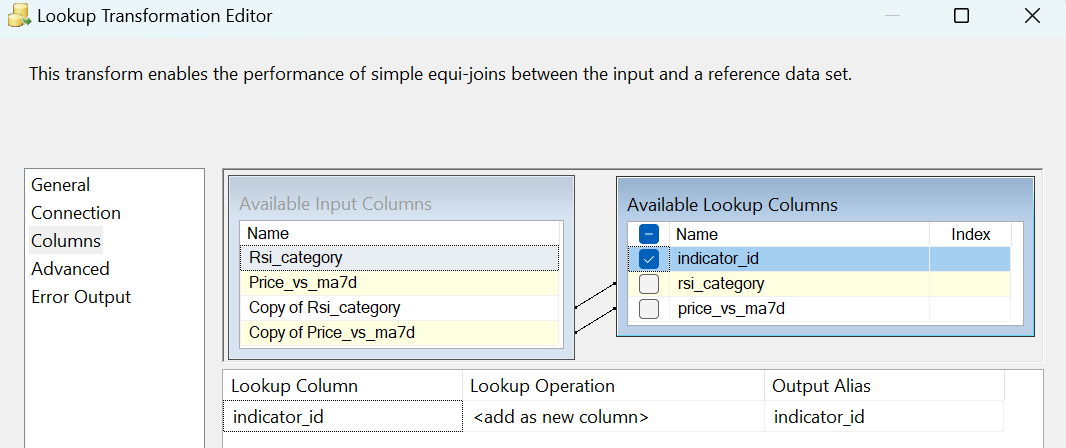 Lookup Transformation Editor
This transform enables the performance of simple equi-joins between the input and a reference data set.
General
Connection
Columns
Advanced
Error Output
Available Input Columns
Name
Rsi_category
Price_vs_ma7d
Copy of Rsi_category
Copy of Price_vs_ma7d
Available Lookup Columns
Name Index
indicator_id
rsi_category
price_vs_ma7d
Lookup Column Lookup Operation Output Alias
indicator_id <add as new column> indicator_id